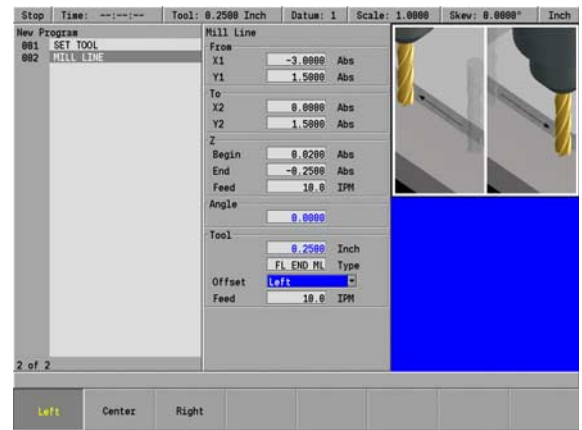 Stop Time: --:--:-- Tool: 0.2500 Inch Datum: 1 Scale: 1.0000 Skew: 0.0000° Inch
New Program
001 SET TOOL
002 MILL LINE
2 of 2
Mill Line
From
X1 -3.0000 Abs
Y1 1.5000 Abs
To
X2 0.0000 Abs
Y2 1.5000 Abs
Z
Begin 0.0200 Abs
End -0.2500 Abs
Feed 10.0 IPM
Angle
0.0000
Tool
0.2500 Inch
FL END ML Type
Offset Left
Feed 10.0 IPM
Left Center Right